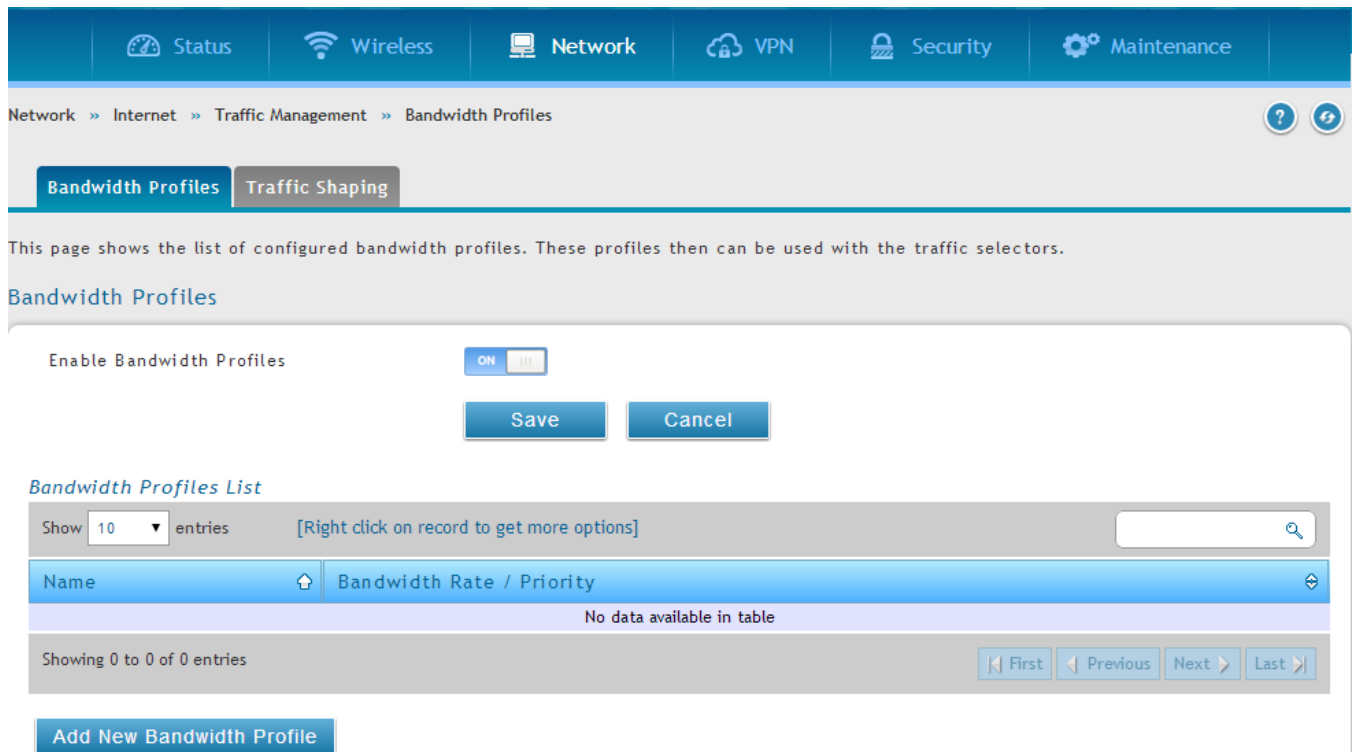 Status Wireless Network VPN Security Maintenance
Network » Internet » Traffic Management » Bandwidth Profiles ?
Bandwidth Profiles Traffic Shaping
This page shows the list of configured bandwidth profiles. These profiles then can be used with the traffic selectors.
Bandwidth Profiles
Enable Bandwidth Profiles ON
Save Cancel
Bandwidth Profiles List
Show 10 entries [Right click on record to get more options]
Name Bandwidth Rate / Priority
No data available in table
Showing 0 to 0 of 0 entries First Previous Next Last
Add New Bandwidth Profile